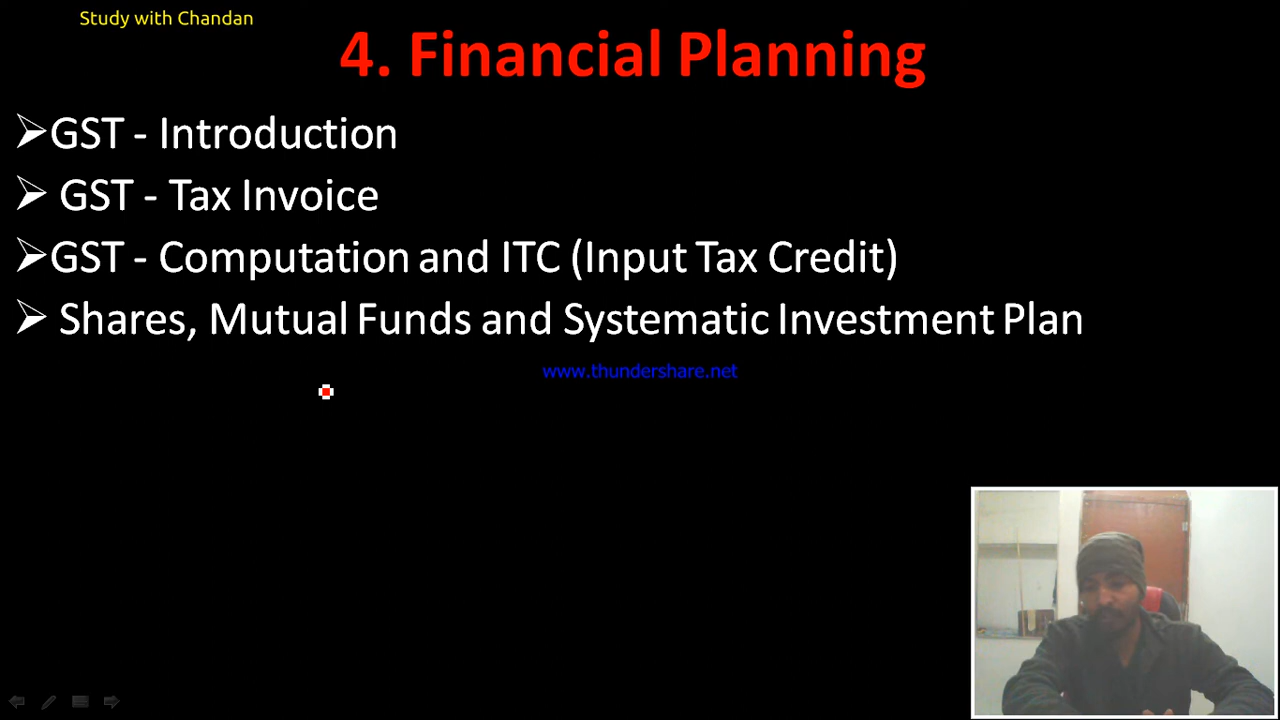 Study with Chandan
4. Financial Planning
➢GST - Introduction
➢ GST - Tax Invoice
➢GST - Computation and ITC (Input Tax Credit)
➢ Shares, Mutual Funds and Systematic Investment Plan
www.thundershare.net